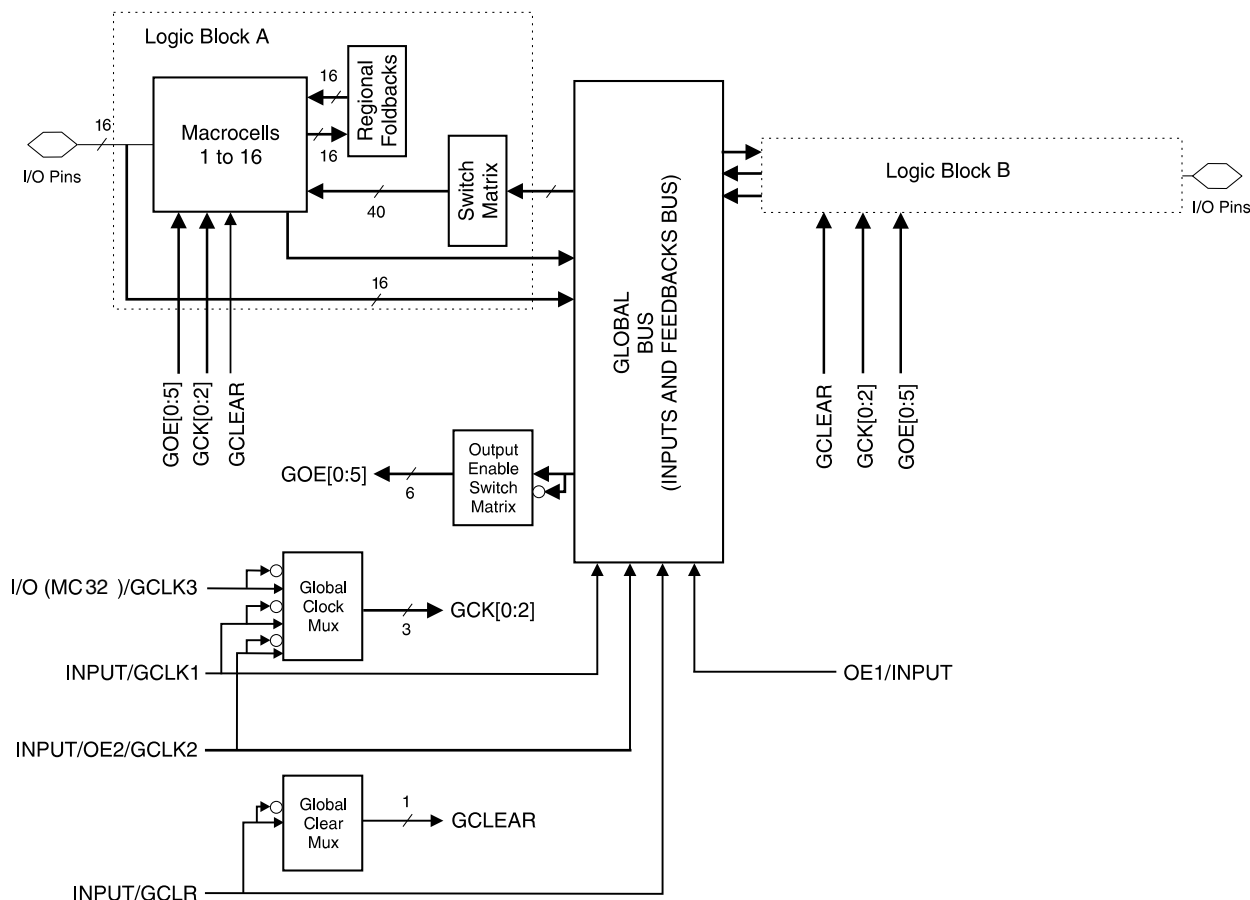 Logic Block A
16
Regional
Foldbacks
16
Macrocells
1 to 16
16
I/O Pins
40
Switch
Matrix
16
GOE[0:5]
GCK[0:2]
GCLEAR
GLOBAL
BUS
(INPUTS AND FEEDBACKS BUS)
Logic Block B
I/O Pins
GCLEAR
GCK[0:2]
GOE[0:5]
GOE[0:5]
6
Output
Enable
Switch
Matrix
I/O (MC32 )/GCLK3
Global
Clock
Mux
3
GCK[0:2]
INPUT/GCLK1
OE1/INPUT
INPUT/OE2/GCLK2
Global
Clear
Mux
1
GCLEAR
INPUT/GCLR